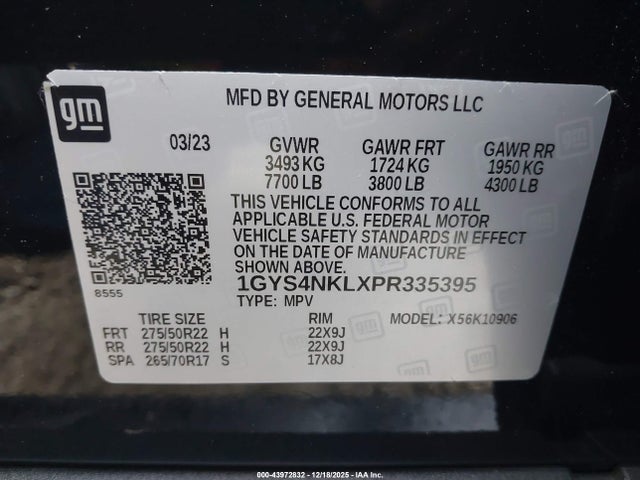 gm
MFD BY GENERAL MOTORS LLC
03/23 GVWR GAWR FRT GAWR RR
3493 KG 1724 KG 1950 KG
7700 LB 3800 LB 4300 LB
THIS VEHICLE CONFORMS TO ALL
APPLICABLE U.S. FEDERAL MOTOR
VEHICLE SAFETY STANDARDS IN EFFECT
ON THE DATE OF MANUFACTURE
SHOWN ABOVE.
8555
1GYS4NKLXPR335395
TYPE: MPV MODEL: X56K10906
TIRE SIZE RIM
FRT 275/50R22 H 22X9J
RR 275/50R22 H 22X9J
SPA 265/70R17 S 17X8J
000-43972832 - 12/18/2025 - IAA Inc.